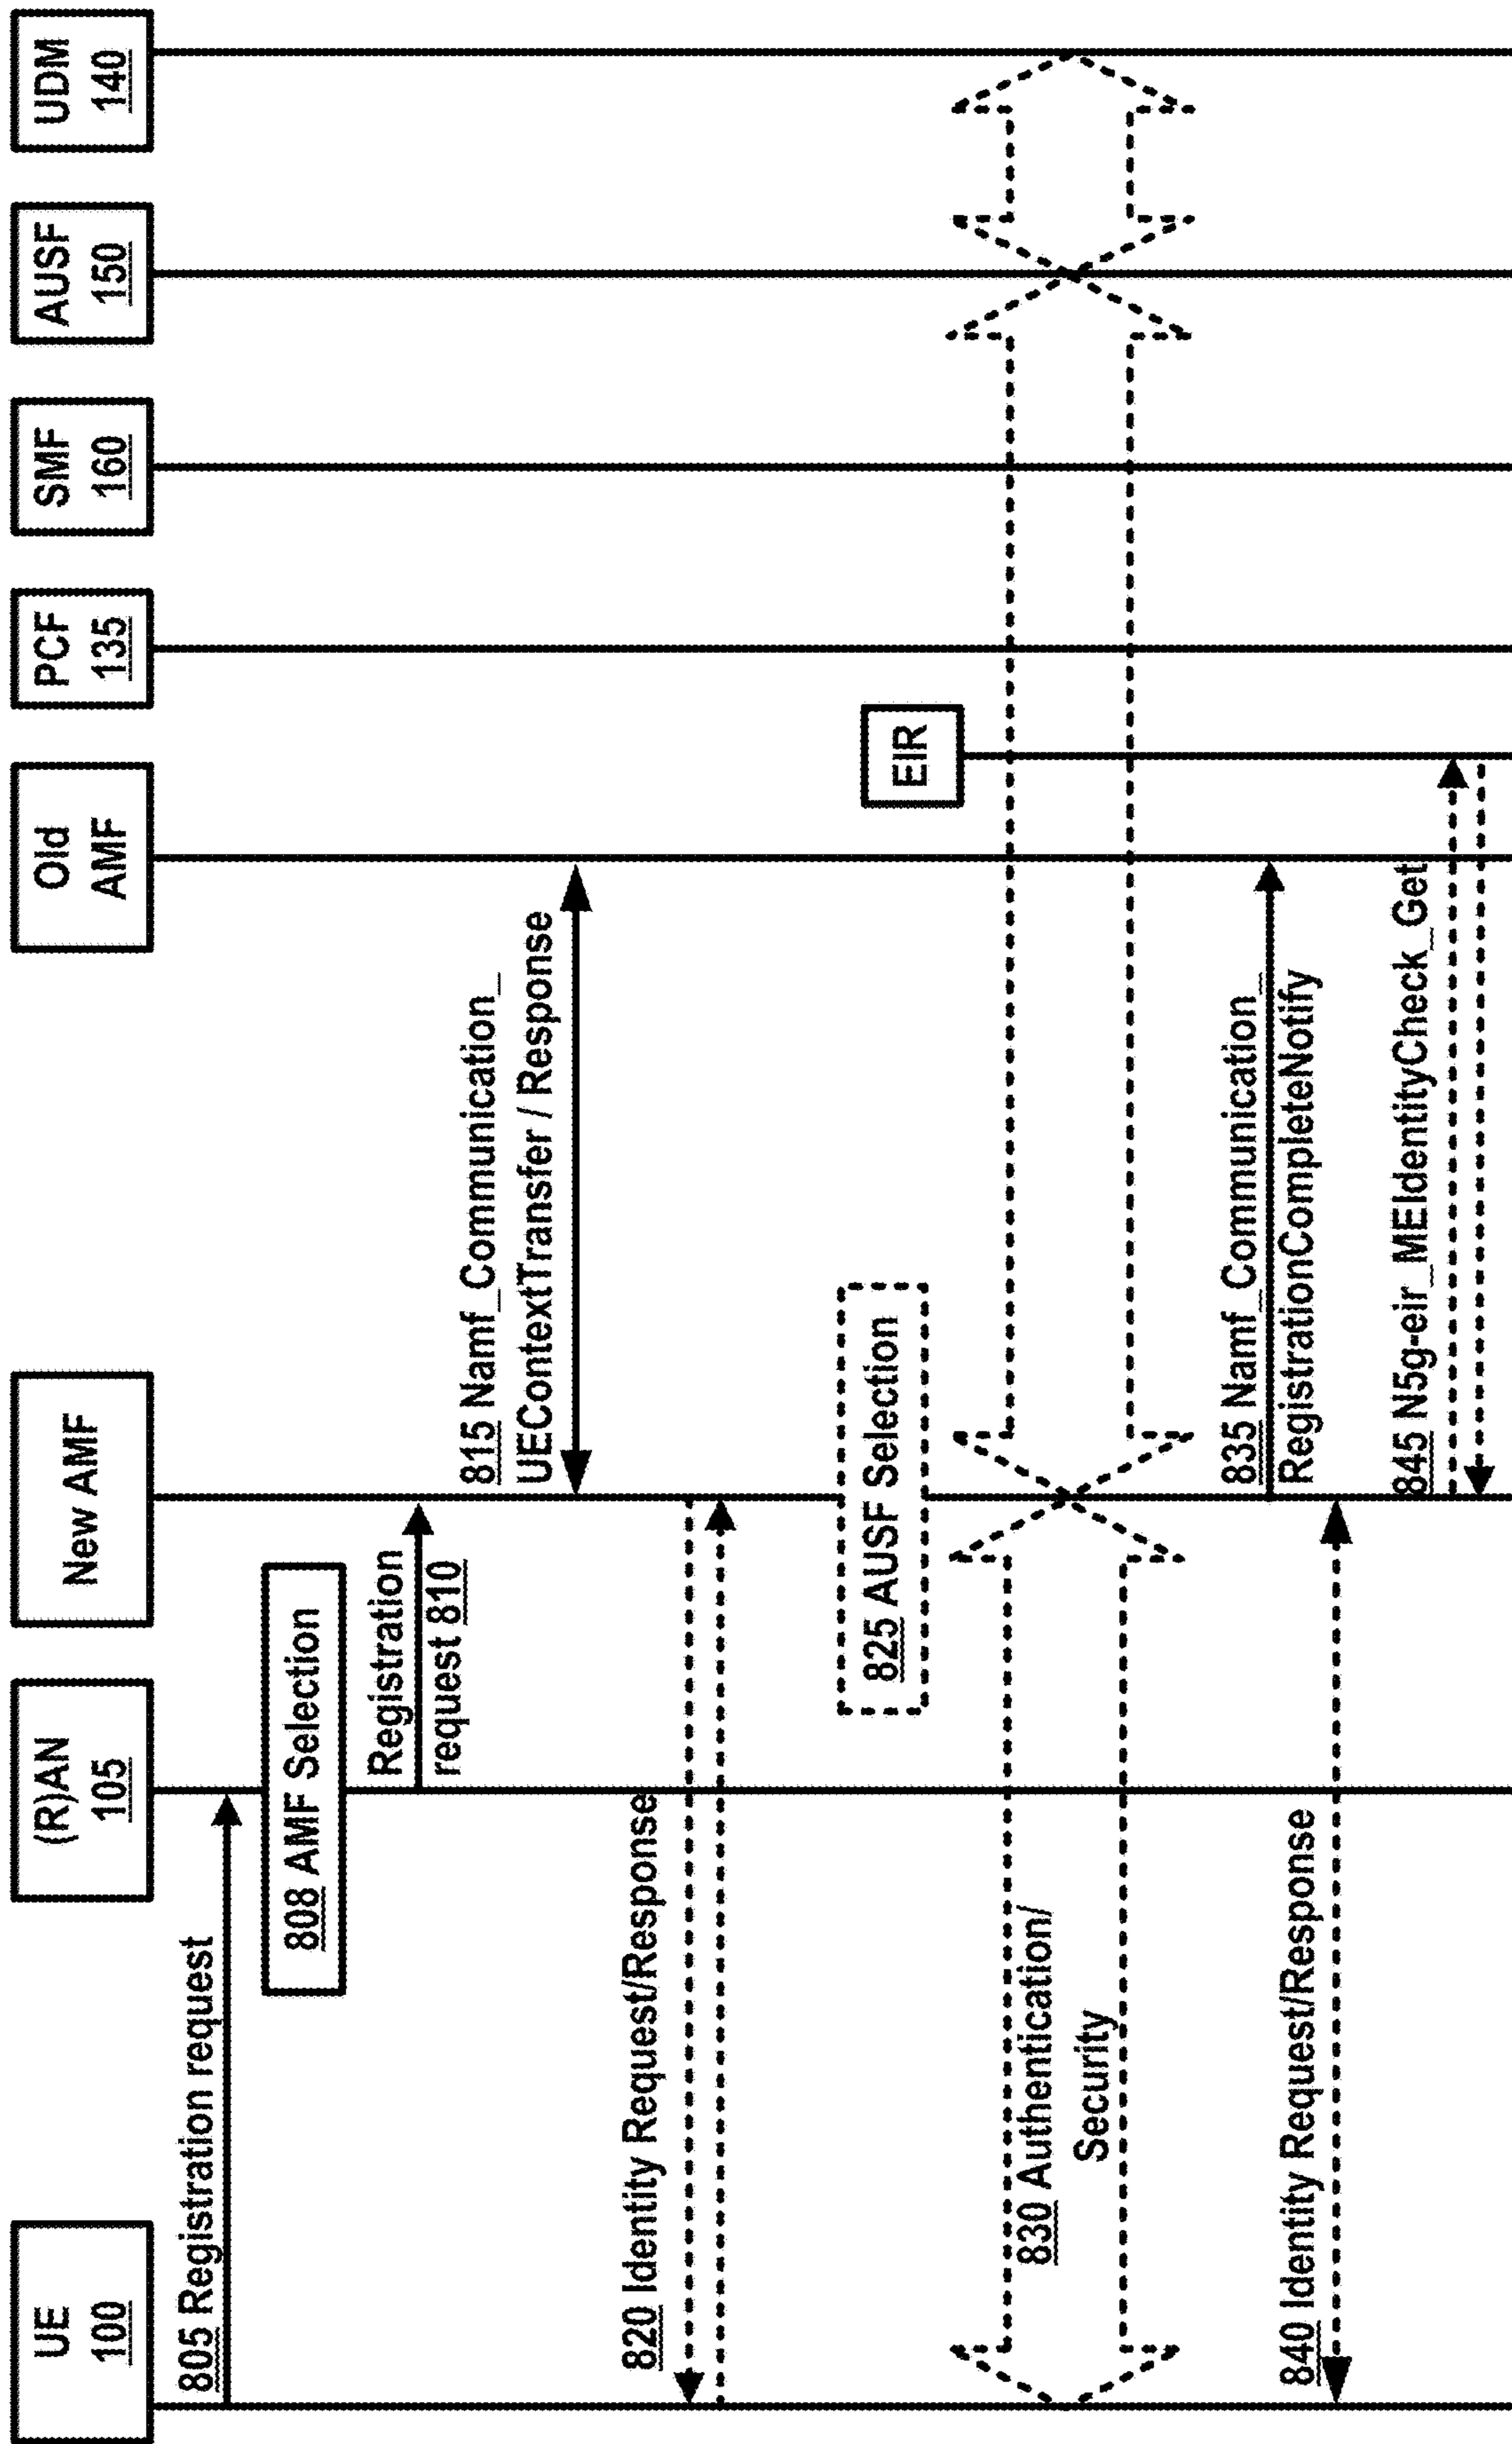 UE
100
(R)AN
105
New AMF
Old
AMF
PCF
135
SMF
160
AUSF
150
UDM
140
805 Registration request
808 AMF Selection
Registration
request 810
815 Namf_Communication_
UEContextTransfer / Response
820 Identity Request/Response
825 AUSF Selection
EIR
830 Authentication/
Security
835 Namf_Communication_
RegistrationCompleteNotify
840 Identity Request/Response
845 N5g-eir_MEIdentityCheck_Get